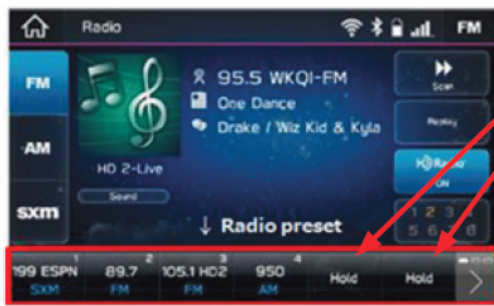 Radio
FM
FM
AM
sxm
95.5 WKQI-FM
One Dance
Drake / Wiz Kid & Kyla
HD 2-Live
Sound
Scan
Replay
HD Radio
ON
1 2 3 4
5 6 8
↓ Radio preset
1
199 ESPN
SXM
2
89.7
FM
3
105.1 HD2
FM
4
950
AM
Hold
Hold